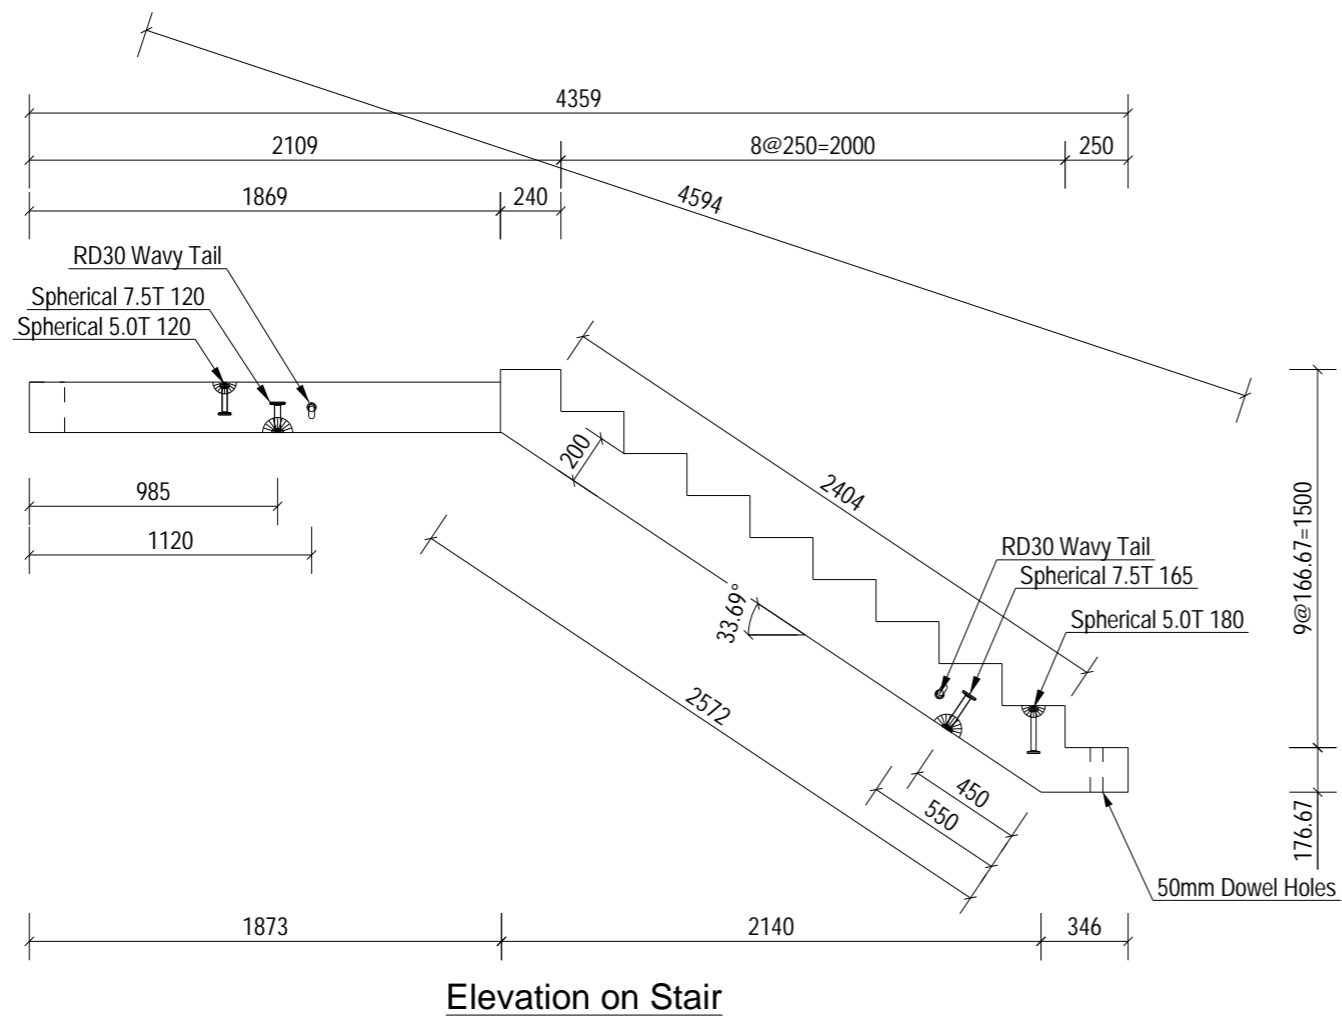 4359
2109
8@250=2000
250
1869
240
4594
RD30 Wavy Tail
Spherical 7.5T 120
Spherical 5.0T 120
200
2404
985
1120
9@166.67=1500
RD30 Wavy Tail
Spherical 7.5T 165
Spherical 5.0T 180
33.69°
2572
450
550
176.67
50mm Dowel Holes
1873
2140
346
Elevation on Stair